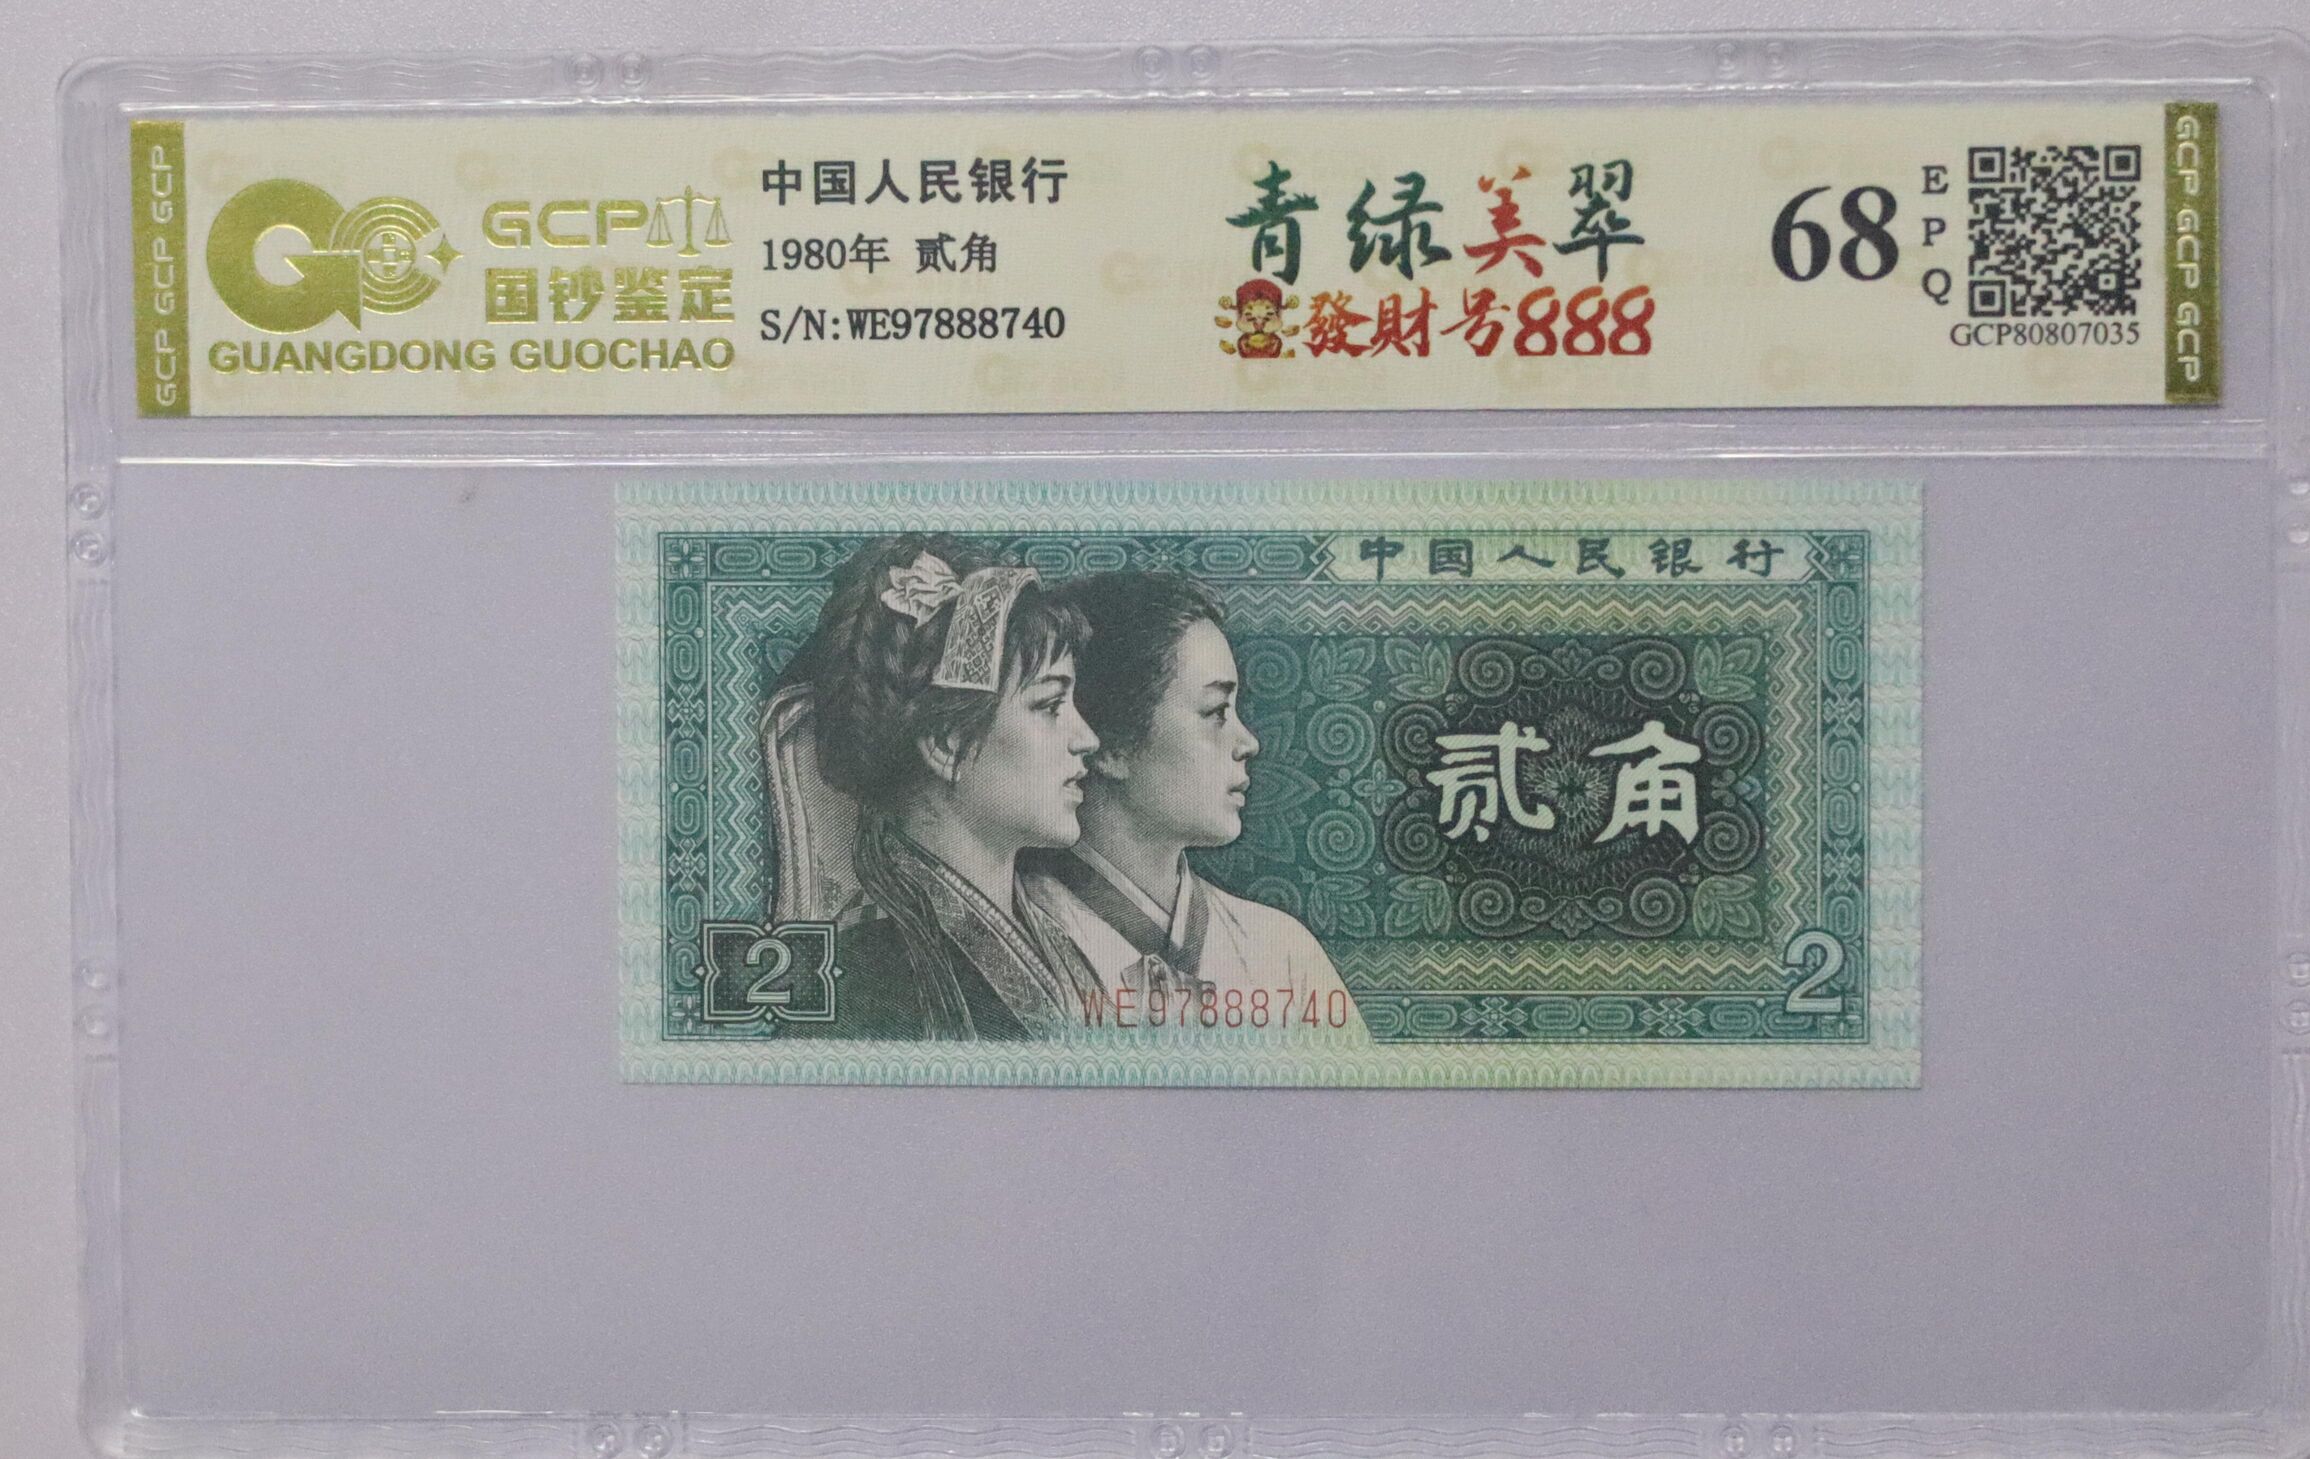 GCP GCP GCP
GCP
国钞鉴定
GUANGDONG GUOCHAO
中国人民银行
1980年 贰角
S/N:WE97888740
青绿美翠
發財号888
68
EPQ
GCP80807035
GCP GCP GCP
中国人民银行
贰角
2
2
WE97888740